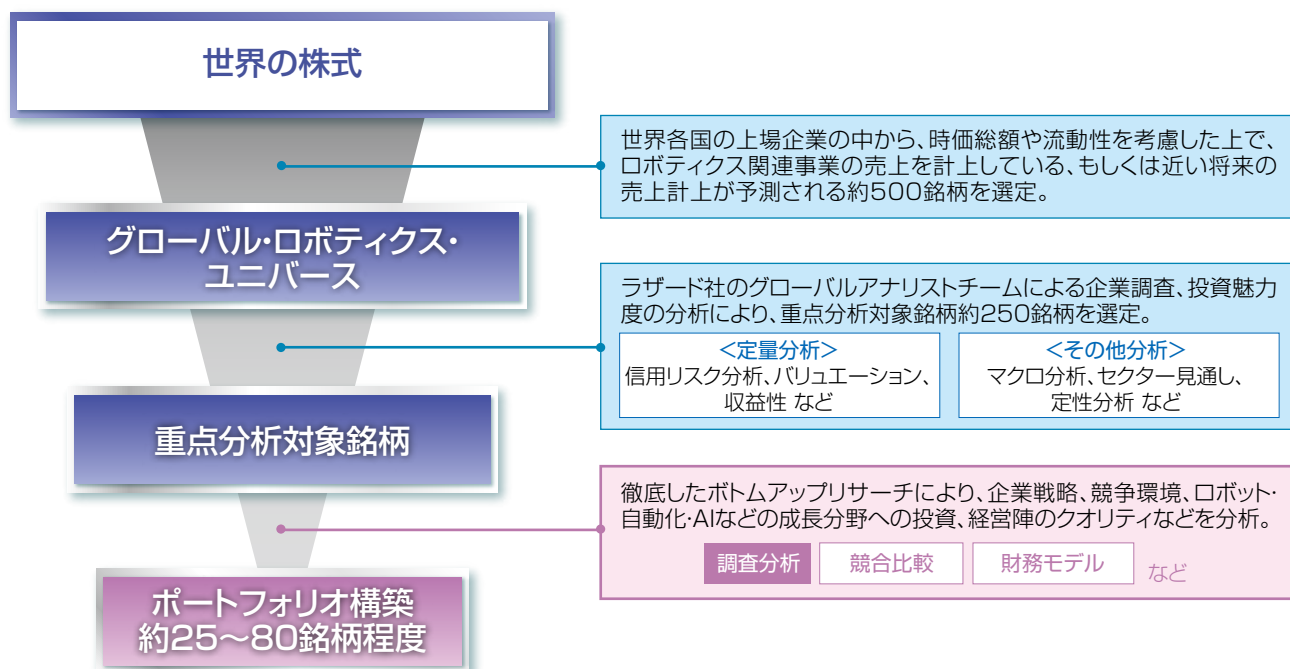 世界の株式
世界各国の上場企業の中から、時価総額や流動性を考慮した上で、
ロボティクス関連事業の売上を計上している、もしくは近い将来の
売上計上が予測される約500銘柄を選定。
グローバル・ロボティクス・
ユニバース
ラザード社のグローバルアナリストチームによる企業調査、投資魅力
度の分析により、重点分析対象銘柄約250銘柄を選定。
<定量分析>
信用リスク分析、バリュエーション、
収益性 など
<その他分析>
マクロ分析、セクター見通し、
定性分析 など
重点分析対象銘柄
徹底したボトムアップリサーチにより、企業戦略、競争環境、ロボット・
自動化・AIなどの成長分野への投資、経営陣のクオリティなどを分析。
調査分析 競合比較 財務モデル など
ポートフォリオ構築
約25〜80銘柄程度